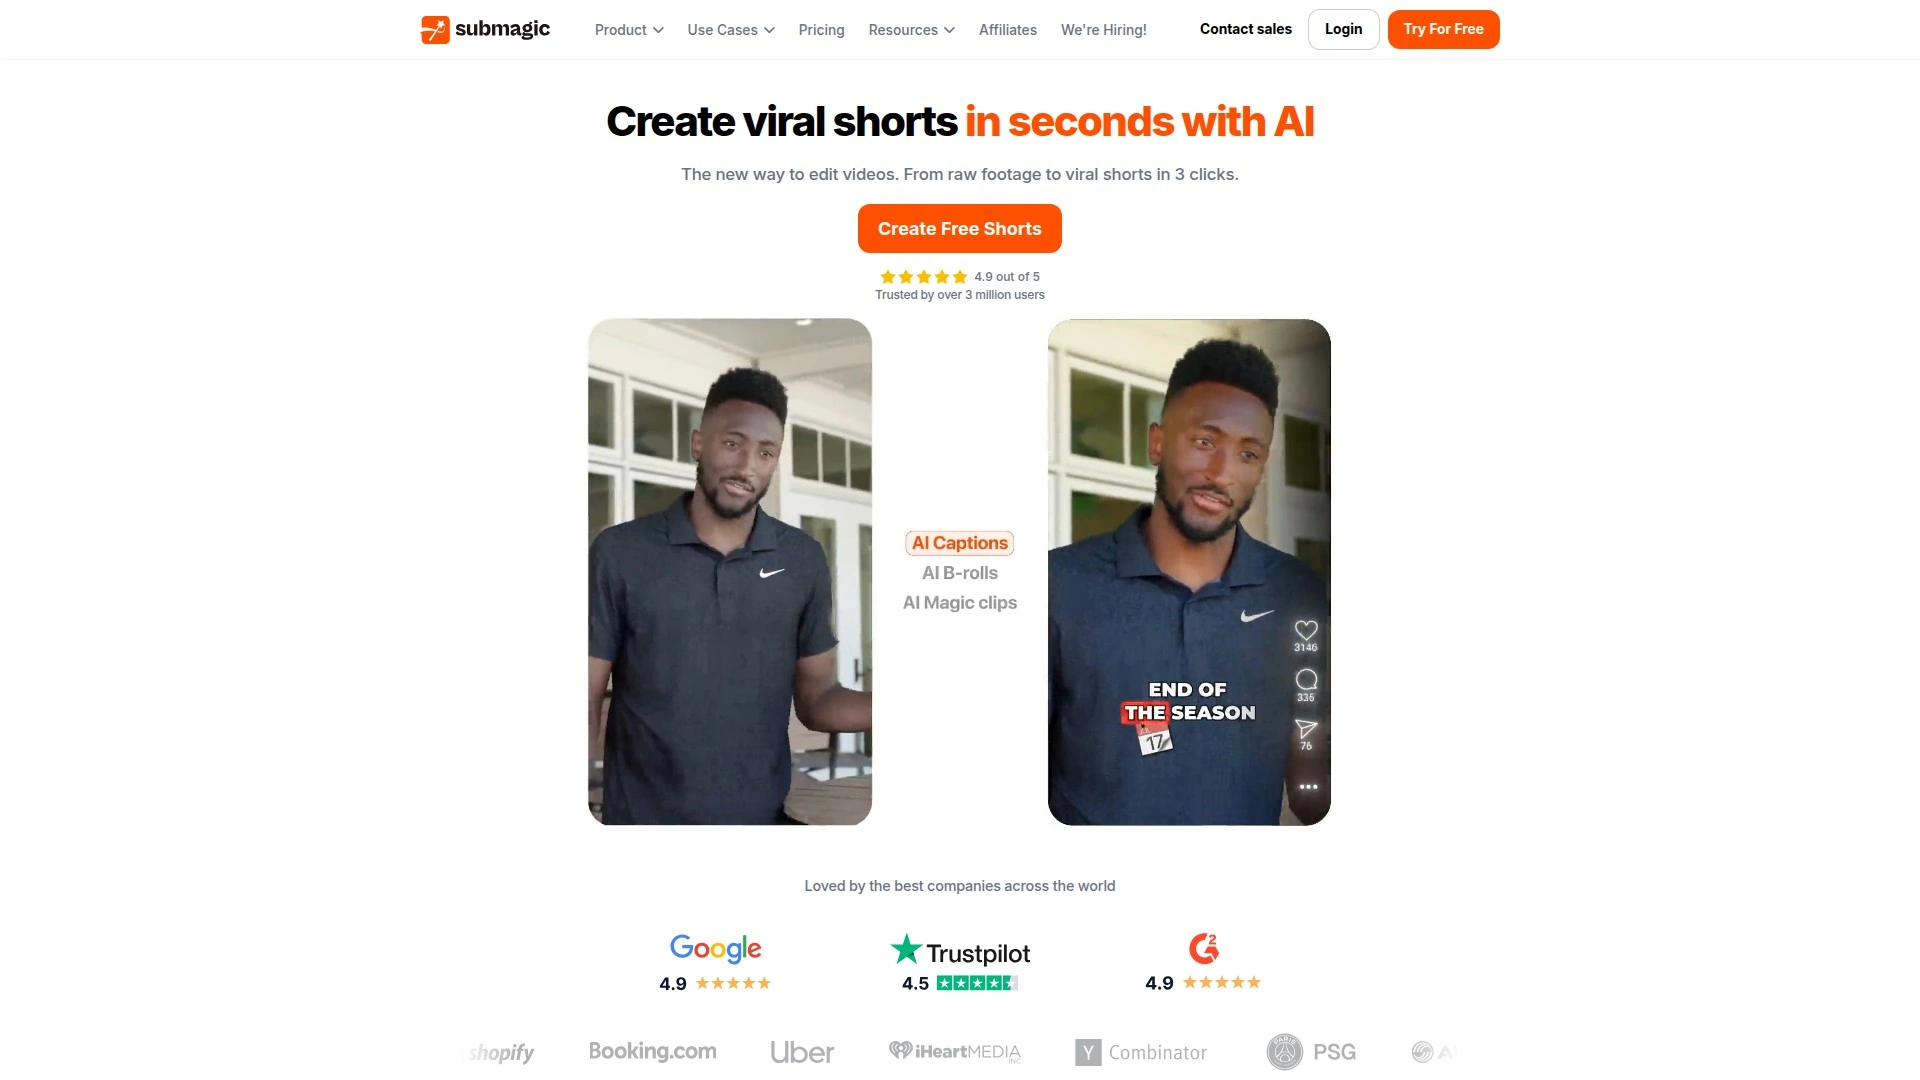 submagic
Product
Use Cases
Pricing
Resources
Affiliates
We're Hiring!
Contact sales
Login
Try For Free
Create viral shorts in seconds with AI
The new way to edit videos. From raw footage to viral shorts in 3 clicks.
Create Free Shorts
4.9 out of 5
Trusted by over 3 million users
AI Captions
AI B-rolls
AI Magic clips
END OF
THE SEASON
17
3146
336
76
Loved by the best companies across the world
Google
4.9
Trustpilot
4.5
G2
4.9
shopify
Booking.com
Uber
iHeartMEDIA
INC
Y Combinator
PARIS
PSG